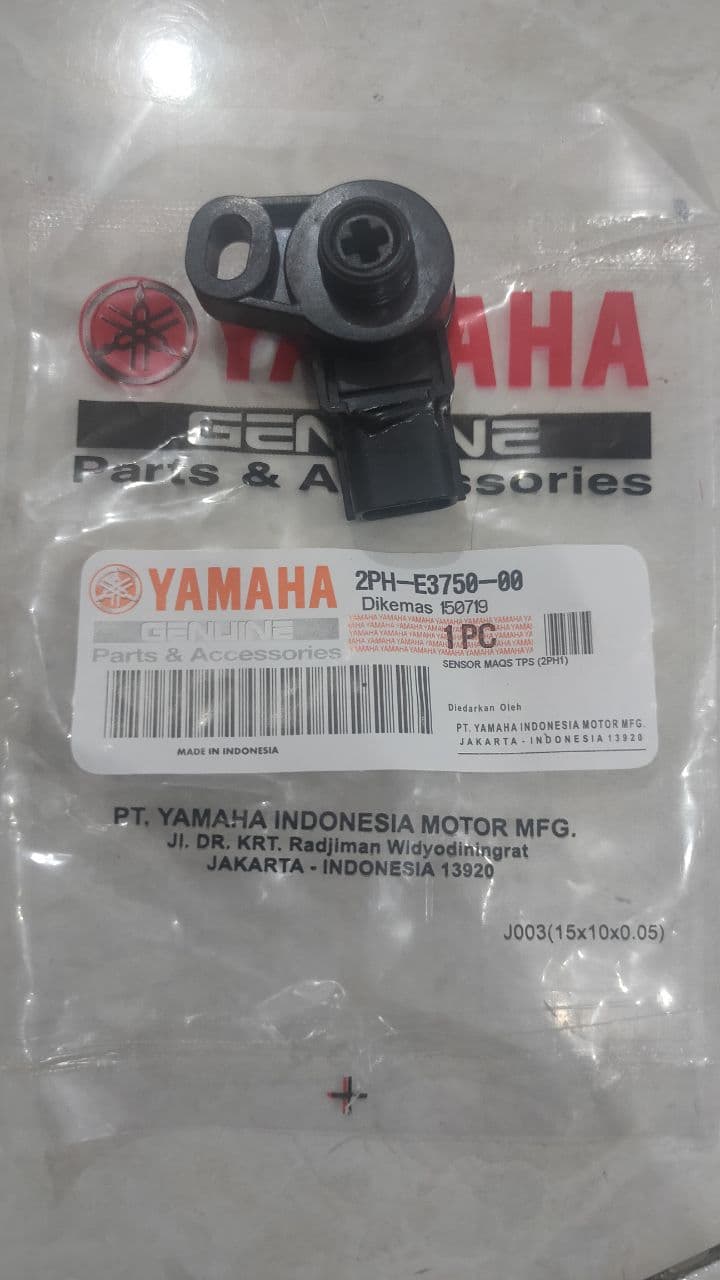 YAMAHA
GENUINE
Parts & Accessories
YAMAHA
GENUINE
Parts & Accessories
2PH-E3750-00
Dikemas 150719
1 PC
SENSOR MAQS TPS (2PH1)
Diedarkan Oleh
PT. YAMAHA INDONESIA MOTOR MFG.
JAKARTA - INDONESIA 13920
MADE IN INDONESIA
PT. YAMAHA INDONESIA MOTOR MFG.
Jl. DR. KRT. Radjiman Widyodiningrat
JAKARTA - INDONESIA 13920
J003(15x10x0.05)